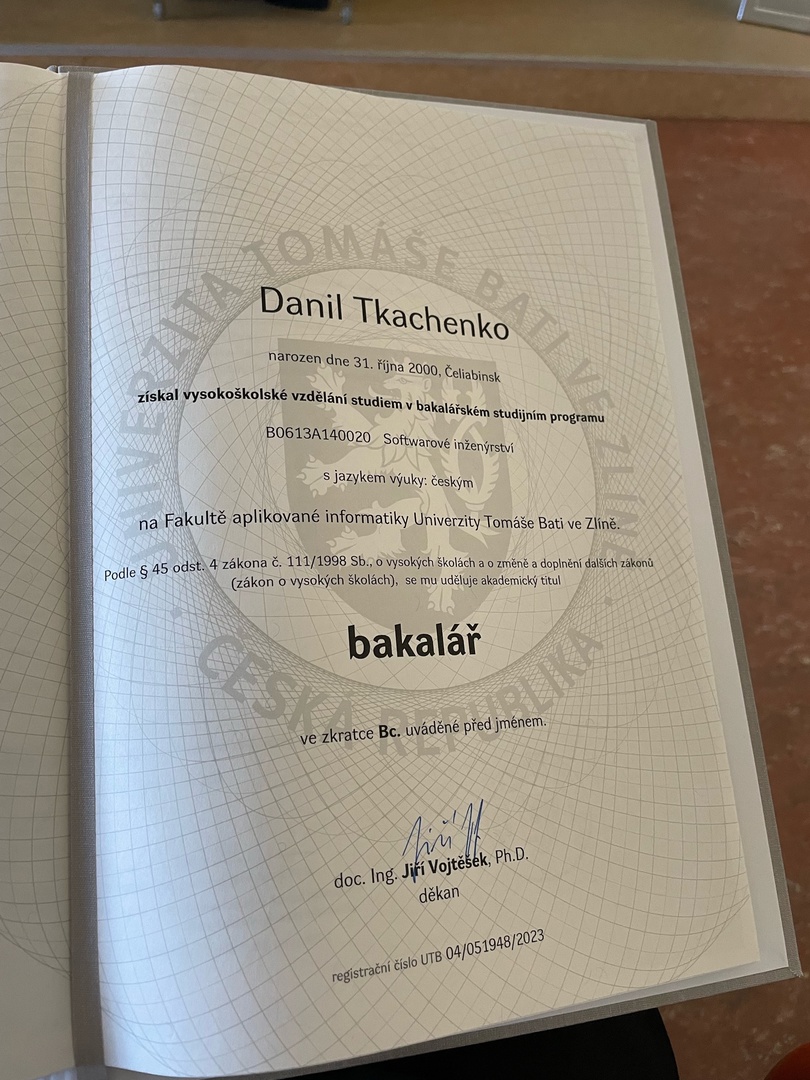 UNIVERZITA TOMÁŠE BATI VE ZLÍNĚ
Danil Tkachenko
narozen dne 31. října 2000, Čeliabinsk
získal vysokoškolské vzdělání studiem v bakalářském studijním programu
B0613A140020 Softwarové inženýrství
s jazykem výuky: českým
na Fakultě aplikované informatiky Univerzity Tomáše Bati ve Zlíně.
Podle § 45 odst. 4 zákona č. 111/1998 Sb., o vysokých školách a o změně a doplnění dalších zákonů
(zákon o vysokých školách), se mu uděluje akademický titul
bakalář
ČESKÁ REPUBLIKA
ve zkratce Bc. uváděné před jménem.
doc. Ing. Jiří Vojtěšek, Ph.D.
děkan
registrační číslo UTB 04/051948/2023